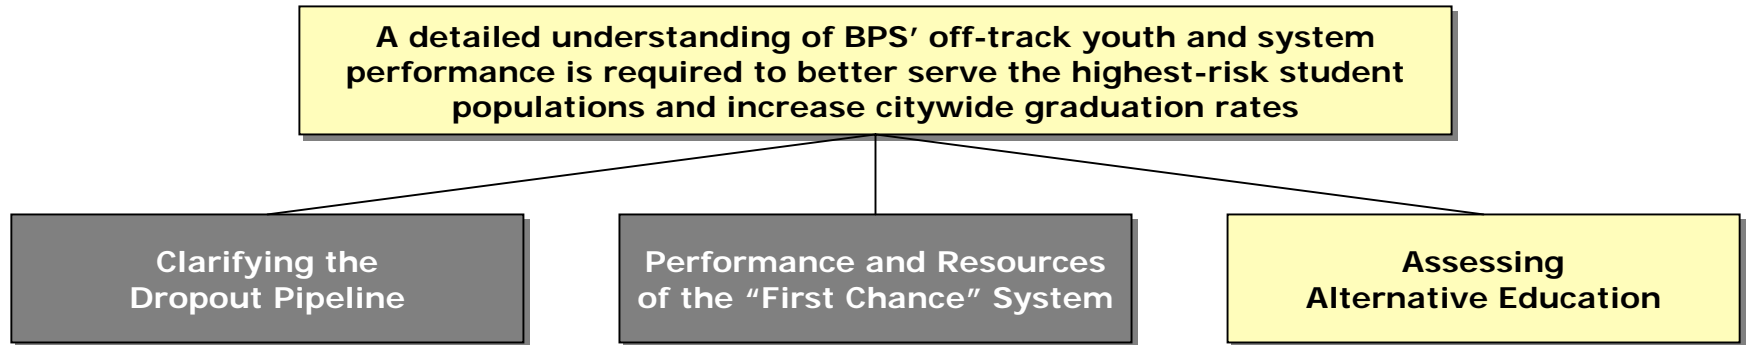 A detailed understanding of BPS’ off-track youth and system
performance is required to better serve the highest-risk student
populations and increase citywide graduation rates
Clarifying the
Dropout Pipeline
Performance and Resources
of the “First Chance” System
Assessing
Alternative Education